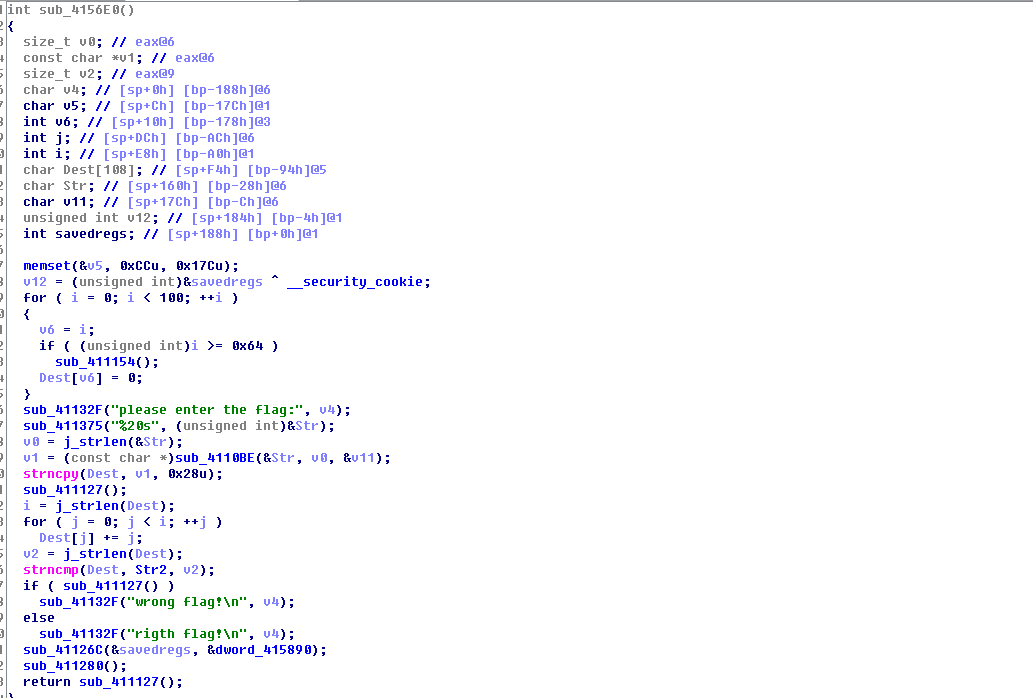 int sub_4156E0()
{
  size_t v0; // eax@6
  const char *v1; // eax@6
  size_t v2; // eax@9
  char v4; // [sp+0h] [bp-188h]@6
  char v5; // [sp+Ch] [bp-17Ch]@1
  int v6; // [sp+10h] [bp-178h]@3
  int j; // [sp+DCh] [bp-ACh]@6
  int i; // [sp+E8h] [bp-A0h]@1
  char Dest[108]; // [sp+F4h] [bp-94h]@5
  char Str; // [sp+160h] [bp-28h]@6
  char v11; // [sp+17Ch] [bp-Ch]@6
  unsigned int v12; // [sp+184h] [bp-4h]@1
  int savedregs; // [sp+188h] [bp+0h]@1
  memset(&v5, 0xCCu, 0x17Cu);
  v12 = (unsigned int)&savedregs ^ __security_cookie;
  for ( i = 0; i < 100; ++i )
  {
    v6 = i;
    if ( (unsigned int)i >= 0x64 )
      sub_411154();
    Dest[v6] = 0;
  }
  sub_41132F("please enter the flag:", v4);
  sub_411375("%20s", (unsigned int)&Str);
  v0 = j_strlen(&Str);
  v1 = (const char *)sub_4110BE(&Str, v0, &v11);
  strncpy(Dest, v1, 0x28u);
  sub_411127();
  i = j_strlen(Dest);
  for ( j = 0; j < i; ++j )
    Dest[j] += j;
  v2 = j_strlen(Dest);
  strncmp(Dest, Str2, v2);
  if ( sub_411127() )
    sub_41132F("wrong flag!\n", v4);
  else
    sub_41132F("rigth flag!\n", v4);
  sub_41126C(&savedregs, &dword_415890);
  sub_411280();
  return sub_411127();
}